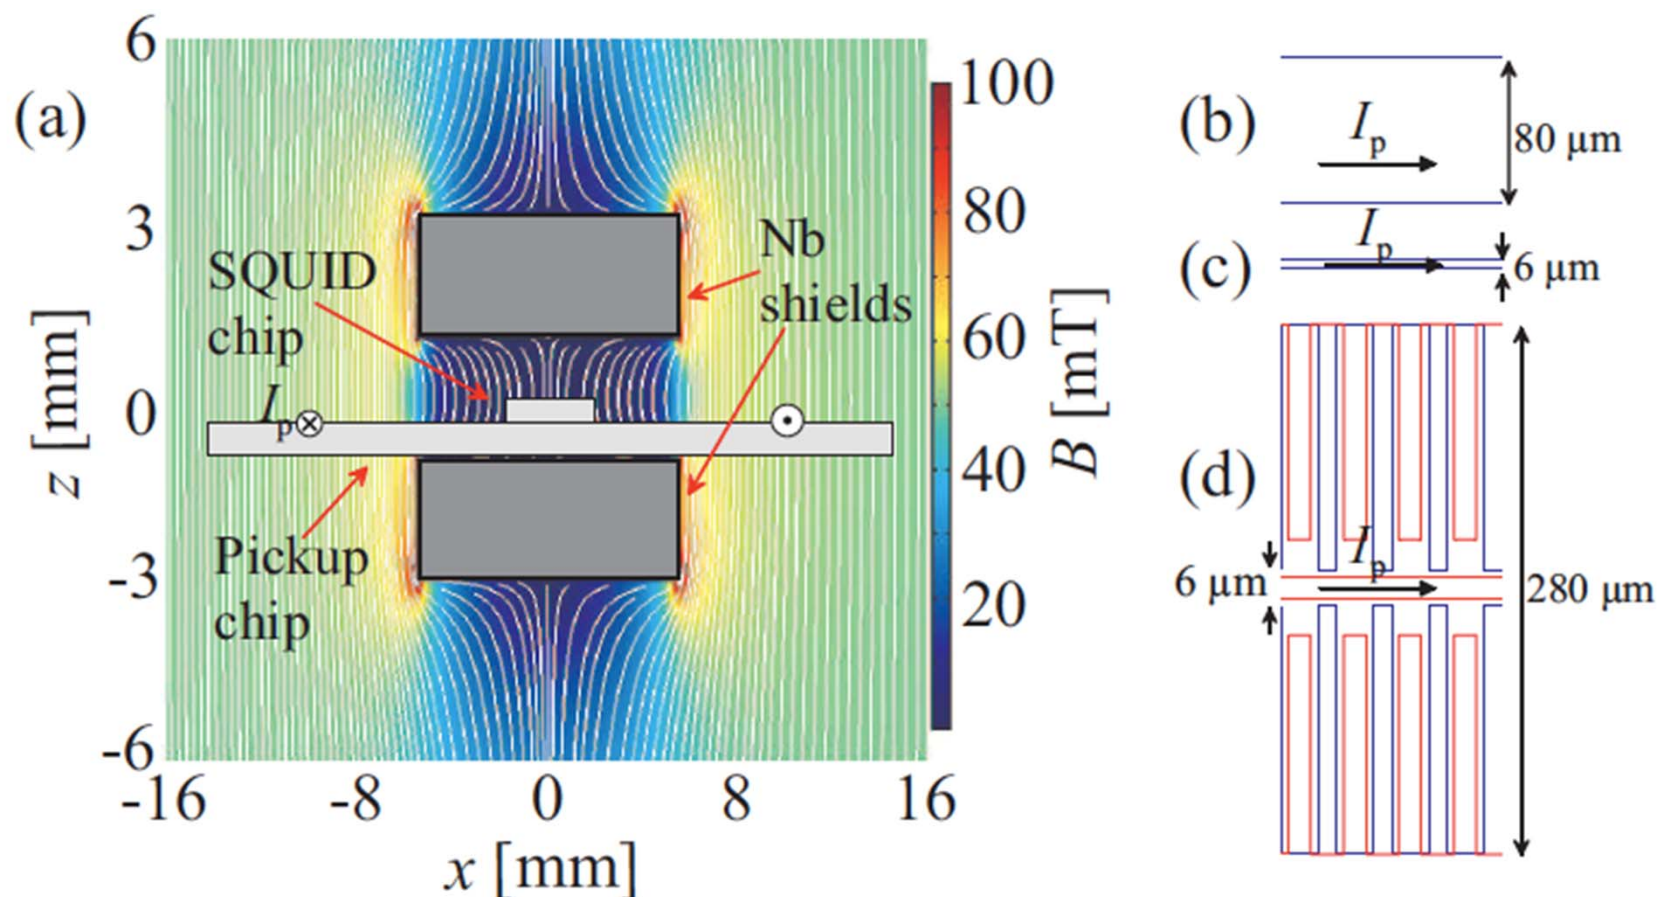 (a)
6
3
0
-3
-6
z [mm]
-16
-8
0
8
16
x [mm]
SQUID
chip
Nb
shields
Ip
Pickup
chip
100
80
60
40
20
B [mT]
(b)
Ip
80 µm
(c)
Ip
6 µm
(d)
Ip
6 µm
280 µm